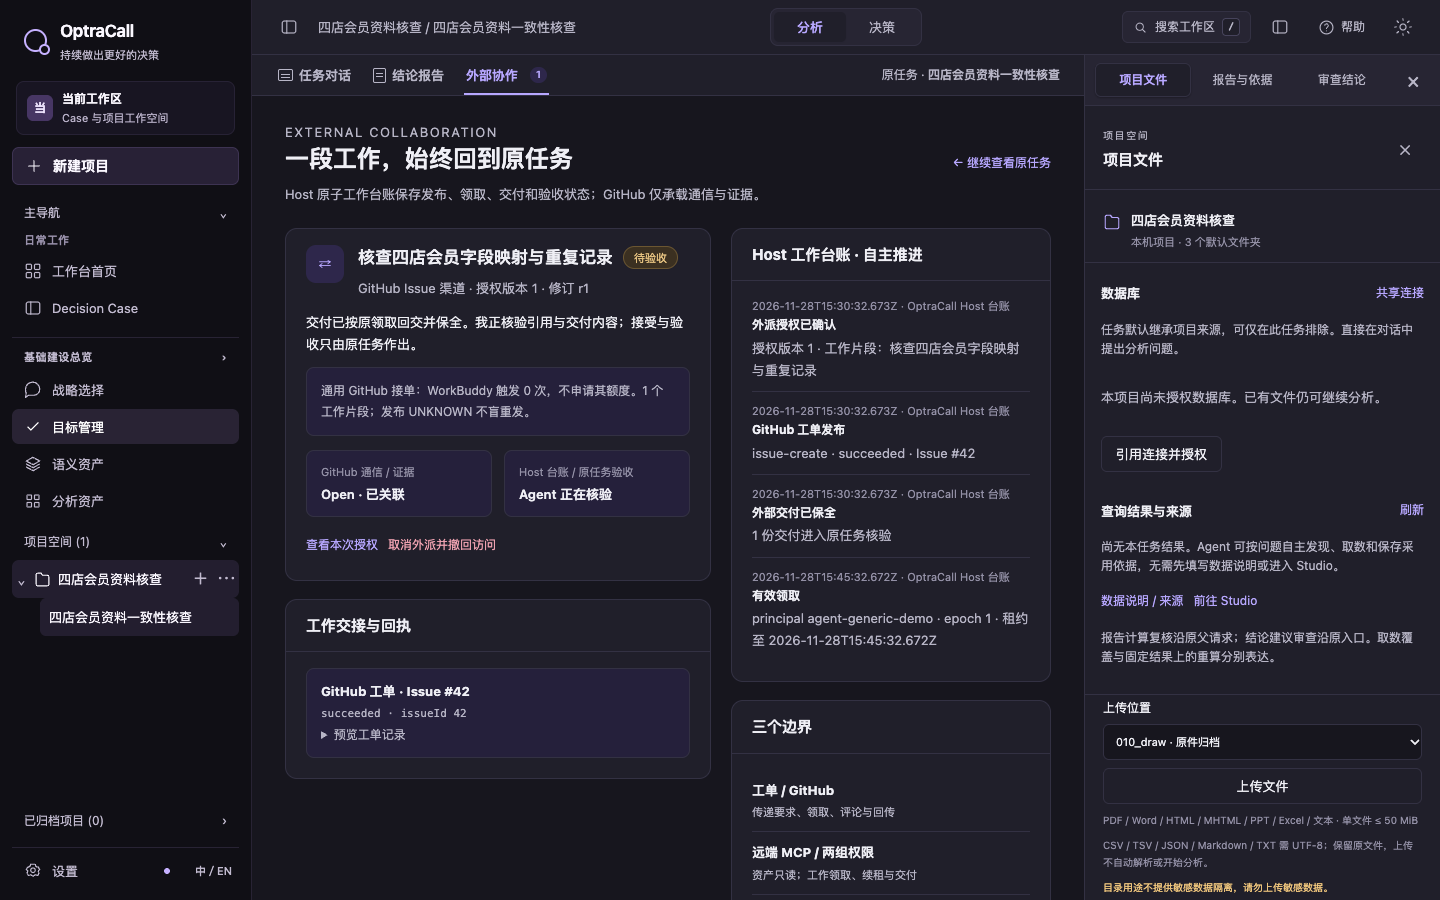 OptraCall
持续做出更好的决策
当
当前工作区
Case 与项目工作空间
新建项目
主导航
日常工作
工作台首页
Decision Case
基础建设总览
战略选择
目标管理
语义资产
分析资产
项目空间 (1)
四店会员资料核查
四店会员资料一致性核查
已归档项目 (0)
设置
中 / EN
四店会员资料核查 / 四店会员资料一致性核查
分析
决策
搜索工作区 /
帮助
任务对话
结论报告
外部协作 1
原任务 · 四店会员资料一致性核查
EXTERNAL COLLABORATION
一段工作，始终回到原任务
← 继续查看原任务
Host 原子工作台账保存发布、领取、交付和验收状态；GitHub 仅承载通信与证据。
核查四店会员字段映射与重复记录 待验收
GitHub Issue 渠道 · 授权版本 1 · 修订 r1
交付已按原领取回交并保全。我正核验引用与交付内容；接受与验
收只由原任务作出。
通用 GitHub 接单：WorkBuddy 触发 0 次，不申请其额度。1 个
工作片段；发布 UNKNOWN 不盲重发。
GitHub 通信 / 证据
Open · 已关联
Host 台账 / 原任务验收
Agent 正在核验
查看本次授权 取消外派并撤回访问
工作交接与回执
GitHub 工单 · Issue #42
succeeded · issueId 42
▶ 预览工单记录
Host 工作台账 · 自主推进
2026-11-28T15:30:32.673Z · OptraCall Host 台账
外派授权已确认
授权版本 1 · 工作片段：核查四店会员字段映射
与重复记录
2026-11-28T15:30:32.673Z · OptraCall Host 台账
GitHub 工单发布
issue-create · succeeded · Issue #42
2026-11-28T15:30:32.673Z · OptraCall Host 台账
外部交付已保全
1 份交付进入原任务核验
2026-11-28T15:45:32.672Z · OptraCall Host 台账
有效领取
principal agent-generic-demo · epoch 1 · 租约
至 2026-11-28T15:45:32.672Z
三个边界
工单 / GitHub
传递要求、领取、评论与回传
远端 MCP / 两组权限
资产只读；工作领取、续租与交付
项目文件
报告与依据
审查结论
项目空间
项目文件
四店会员资料核查
本机项目 · 3 个默认文件夹
数据库
共享连接
任务默认继承项目来源，可仅在此任务排除。直接在对话中
提出分析问题。
本项目尚未授权数据库。已有文件仍可继续分析。
引用连接并授权
查询结果与来源
刷新
尚无本任务结果。Agent 可按问题自主发现、取数和保存采
用依据，无需先填写数据说明或进入 Studio。
数据说明 / 来源 前往 Studio
报告计算复核沿原父请求；结论建议审查沿原入口。取数覆
盖与固定结果上的重算分别表达。
上传位置
010_draw · 原件归档
上传文件
PDF / Word / HTML / MHTML / PPT / Excel / 文本 · 单文件 ≤ 50 MiB
CSV / TSV / JSON / Markdown / TXT 需 UTF-8；保留原文件，上传
不自动解析或开始分析。
目录用途不提供敏感数据隔离，请勿上传敏感数据。